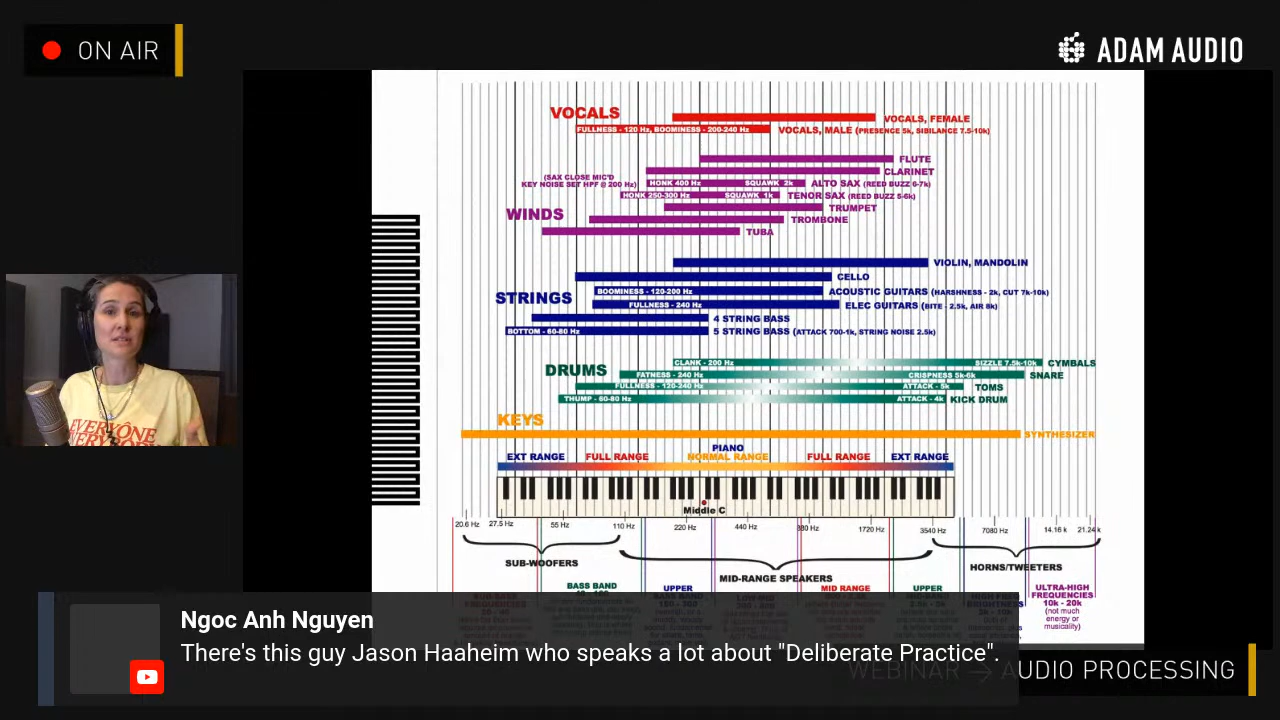 ON AIR
ADAM AUDIO
VOCALS
VOCALS, FEMALE
FULLNESS - 120 Hz, BOOMINESS - 200-240 Hz
VOCALS, MALE (PRESENCE 5k, SIBILANCE 7.5-10k)
FLUTE
CLARINET
(SAX CLOSE MIC'D
KEY NOISE SET HPF @ 200 Hz)
HONK 400 Hz SQUAWK 2k
ALTO SAX (REED BUZZ 6-7k)
HONK 250-300 Hz SQUAWK 1k
TENOR SAX (REED BUZZ 5-6k)
WINDS
TRUMPET
TROMBONE
TUBA
VIOLIN, MANDOLIN
CELLO
STRINGS
BOOMINESS - 120-200 Hz
ACOUSTIC GUITARS (HARSHNESS - 2k, CUT 7k-10k)
FULLNESS - 240 Hz
ELEC GUITARS (BITE - 2.5k, AIR 8k)
4 STRING BASS
BOTTOM - 60-80 Hz
5 STRING BASS (ATTACK 700-1k, STRING NOISE 2.5k)
DRUMS
CLANK - 200 Hz SIZZLE 7.5k-10k CYMBALS
FATNESS - 240 Hz CRISPNESS 5k-6k SNARE
FULLNESS - 120-240 Hz ATTACK - 5k TOMS
THUMP - 60-80 Hz ATTACK - 4k KICK DRUM
KEYS
SYNTHESIZER
PIANO
EXT RANGE FULL RANGE NORMAL RANGE FULL RANGE EXT RANGE
Middle C
20.6 Hz 27.5 Hz 55 Hz 110 Hz 220 Hz 440 Hz 880 Hz 1720 Hz 3540 Hz 7080 Hz 14.16 k 21.24 k
SUB-WOOFERS
MID-RANGE SPEAKERS
HORNS/TWEETERS
BASS BAND
UPPER
MID RANGE
UPPER
ULTRA-HIGH
FREQUENCIES
10k - 20k
(not much
energy or
musicality)
EVERYONE
Ngoc Anh Nguyen
There's this guy Jason Haaheim who speaks a lot about "Deliberate Practice".
WEBINAR → AUDIO PROCESSING